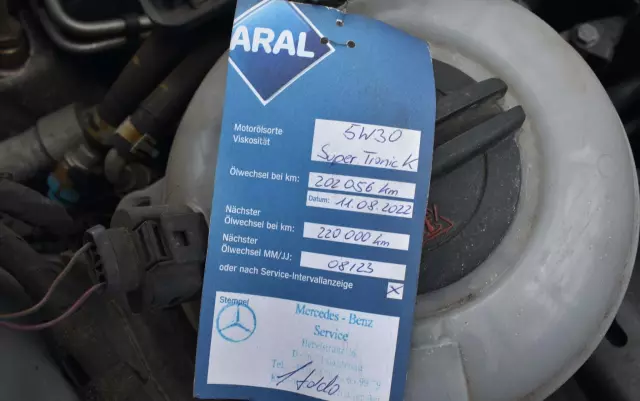 ARAL
Motorölsorte
Viskosität
5W30
Super Tronic K
Ölwechsel bei km:
202 056 km
Datum: 11.08.2022
Nächster
Ölwechsel bei km:
220 000 km
Nächster
Ölwechsel MM/JJ:
08/23
oder nach Service-Intervallanzeige
x
Stempel
Mercedes-Benz
Service
Tel